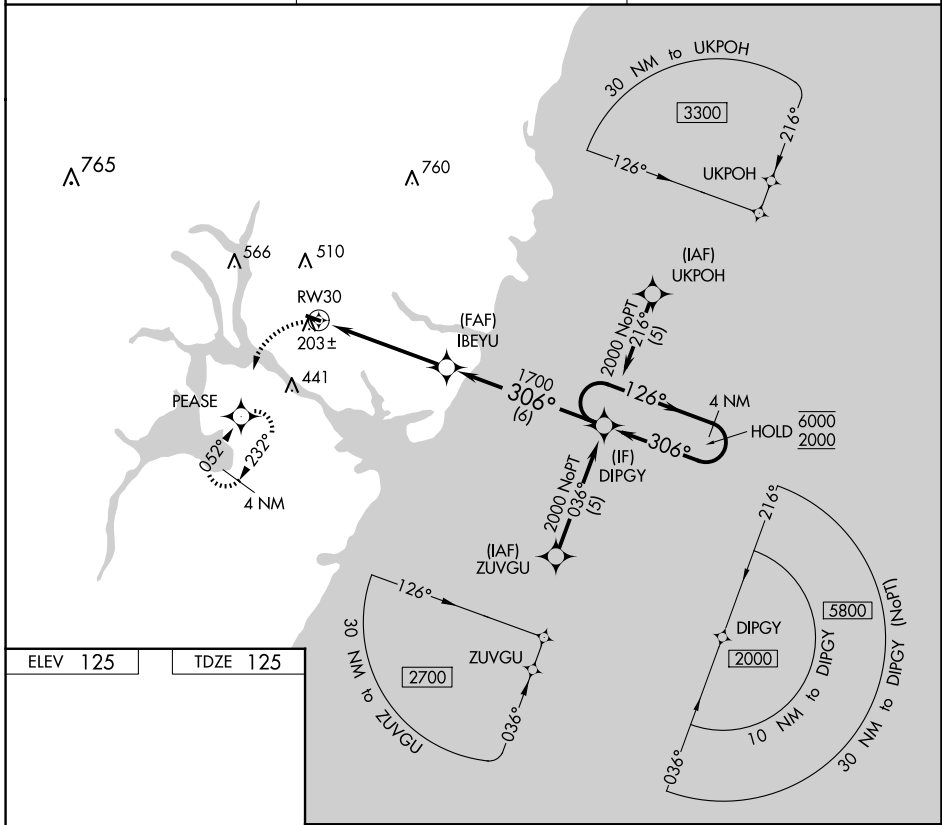 30 NM to UKPOH
3300
216°
126°
UKPOH
765
760
566
510
(IAF)
UKPOH
RW30
203±
(FAF)
IBEYU
2000 NoPT
216°
(5)
441
PEASE
1700
306°
(6)
126°
4 NM
HOLD 6000
2000
306°
(IF)
DIPGY
052°
232°
4 NM
2000 NoPT
036°
(5)
(IAF)
ZUVGU
216°
126°
5800
DIPGY
ZUVGU
2000
2700
30 NM to ZUVGU
036°
10 NM to DIPGY
30 NM to DIPGY (NoPT)
036°
ELEV 125
TDZE 125